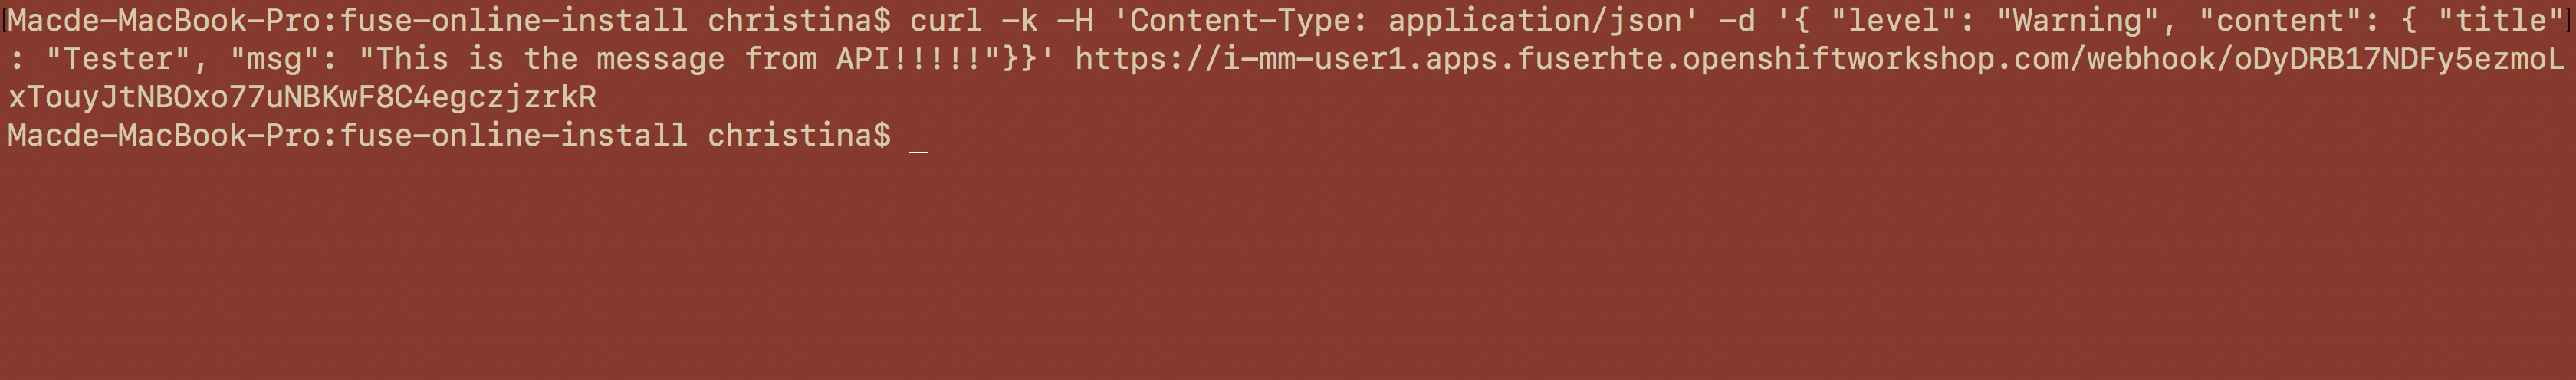 [Macde-MacBook-Pro:fuse-online-install christina$ curl -k -H 'Content-Type: application/json' -d '{ "level": "Warning", "content": { "title"]
: "Tester", "msg": "This is the message from API!!!!!"}}' https://i-mm-user1.apps.fuserhte.openshiftworkshop.com/webhook/oDyDRB17NDFy5ezmoL
xTouyJtNBOxo77uNBKwF8C4egczjzrkR
Macde-MacBook-Pro:fuse-online-install christina$ _